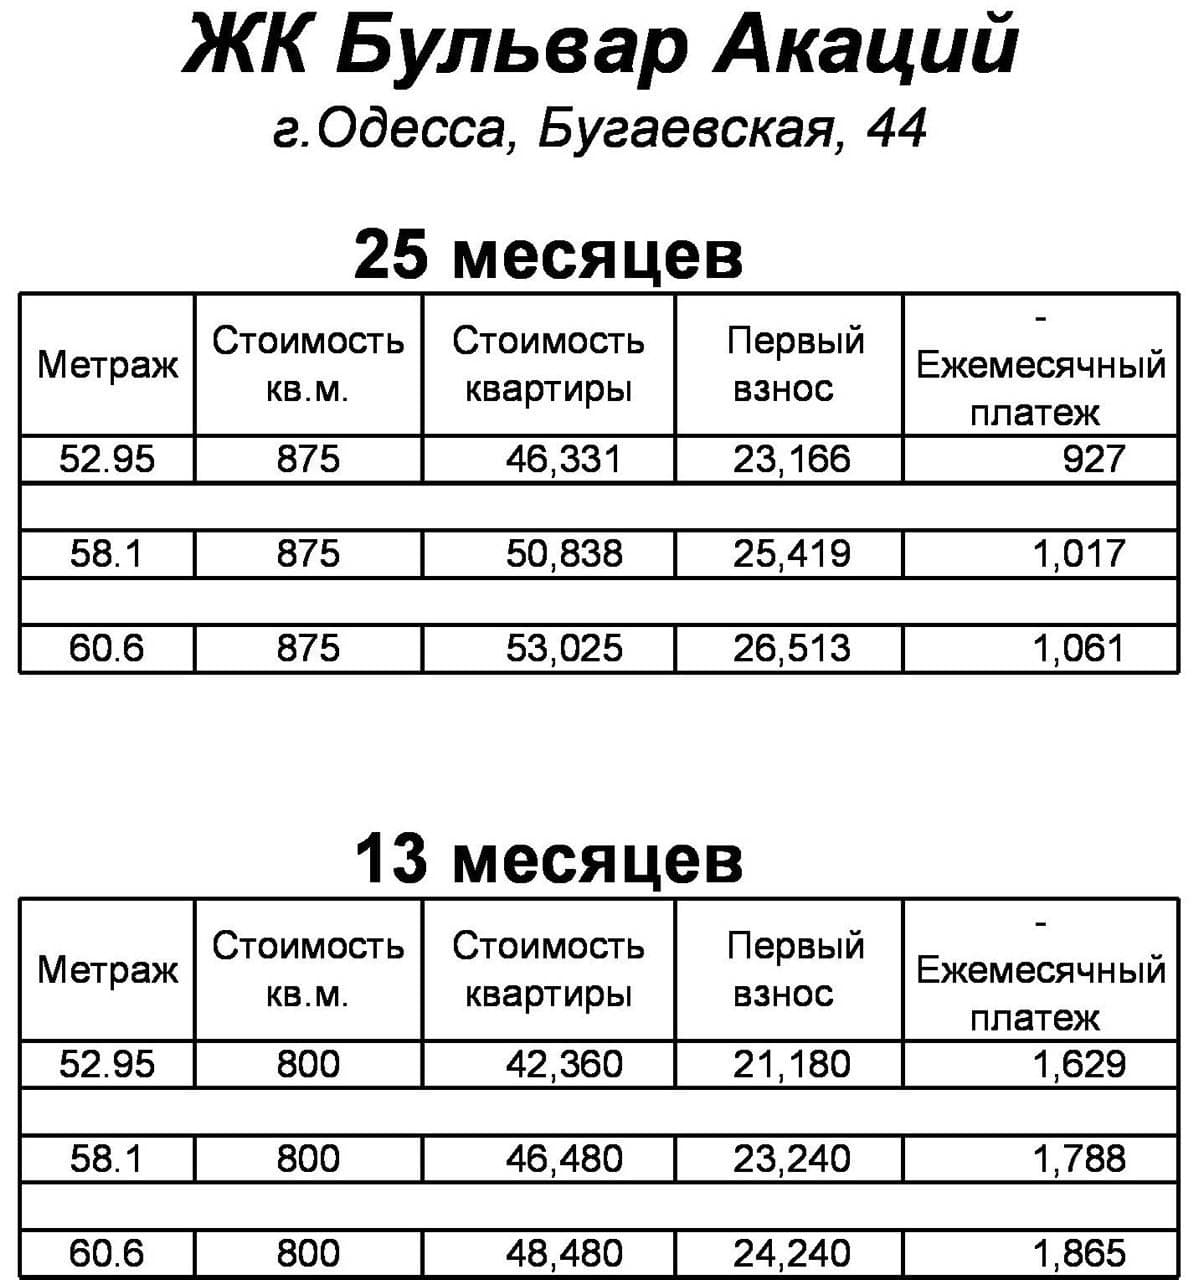 ЖК Бульвар Акаций
г.Одесса, Бугаевская, 44
25 месяцев
Метраж Стоимость кв.м. Стоимость квартиры Первый взнос - Ежемесячный платеж
52.95 875 46,331 23,166 927
58.1 875 50,838 25,419 1,017
60.6 875 53,025 26,513 1,061
13 месяцев
Метраж Стоимость кв.м. Стоимость квартиры Первый взнос - Ежемесячный платеж
52.95 800 42,360 21,180 1,629
58.1 800 46,480 23,240 1,788
60.6 800 48,480 24,240 1,865